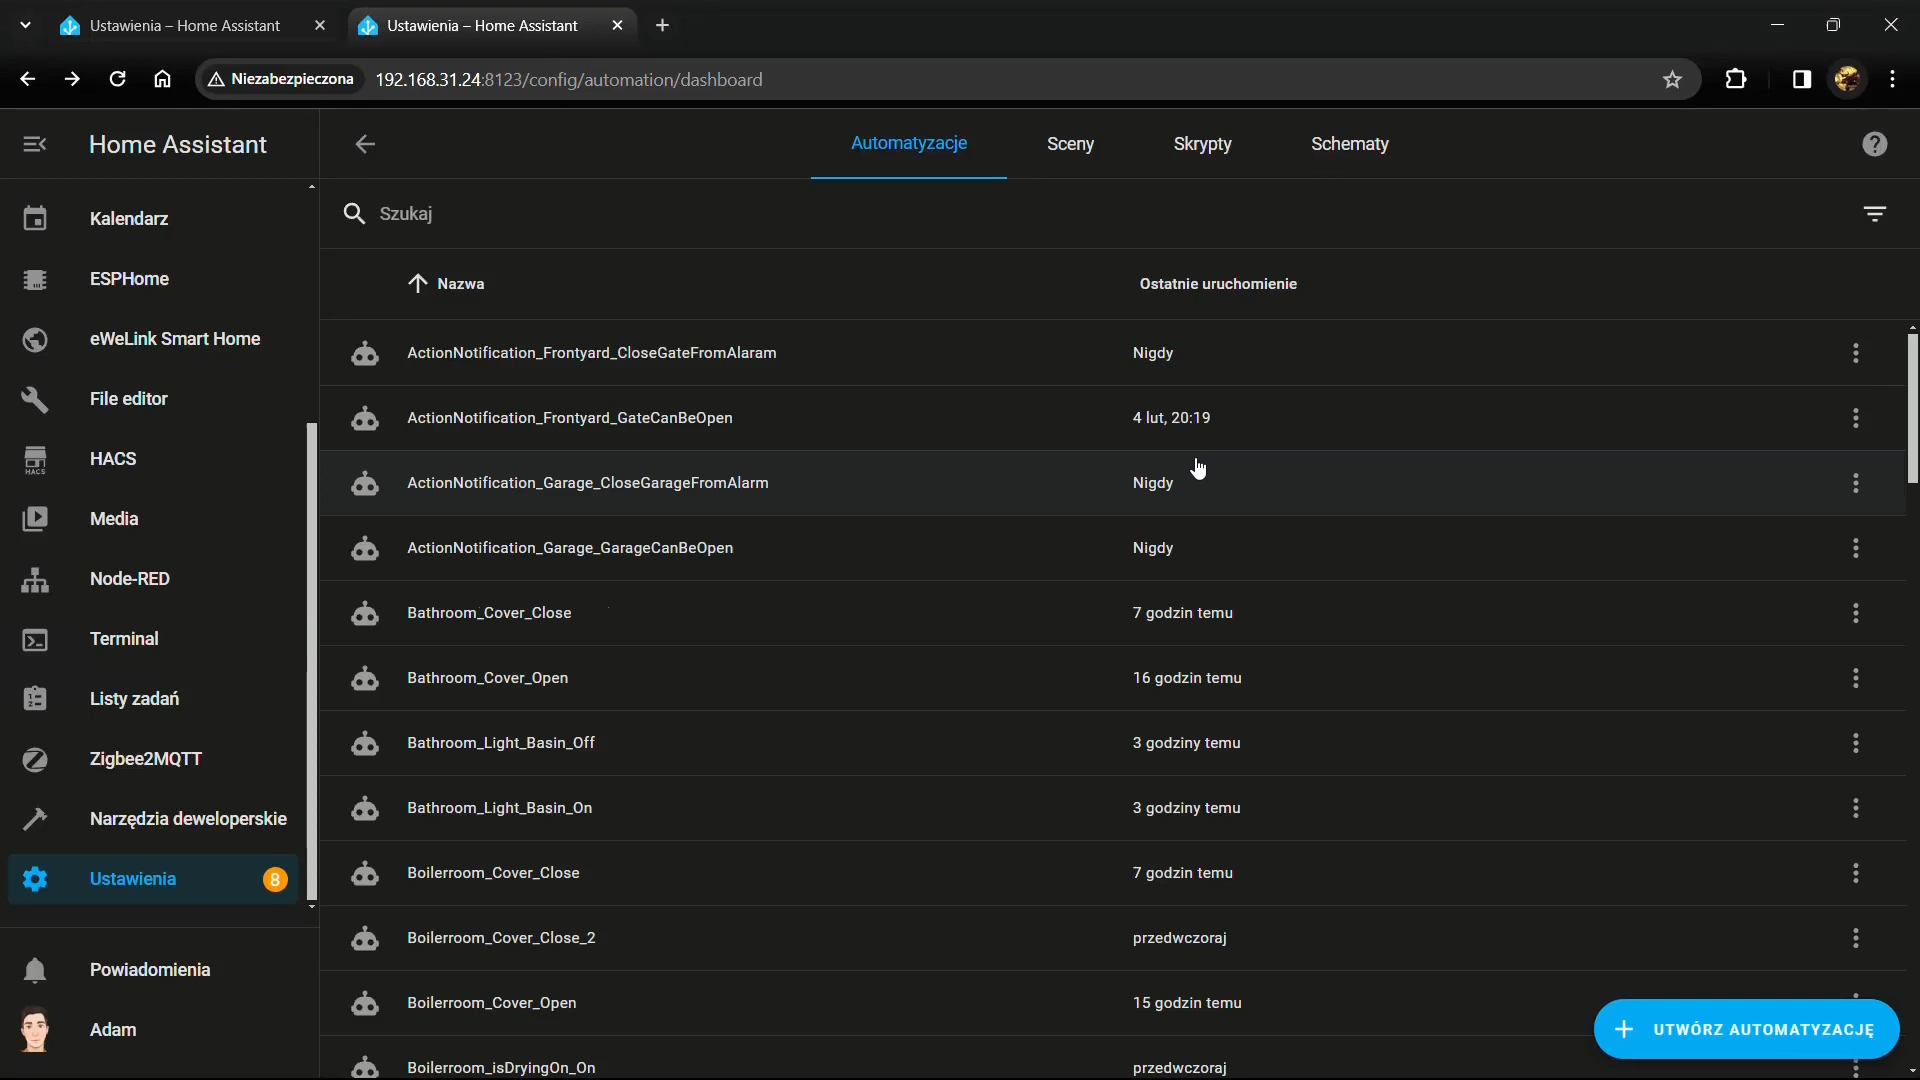 Ustawienia – Home Assistant
Ustawienia – Home Assistant
Niezabezpieczona 192.168.31.24:8123/config/automation/dashboard
Home Assistant
Automatyzacje Sceny Skrypty Schematy
Kalendarz
ESPHome
eWeLink Smart Home
File editor
HACS
HACS
Media
Node-RED
Terminal
Listy zadań
Zigbee2MQTT
Narzędzia deweloperskie
Ustawienia 8
Powiadomienia
Adam
Szukaj
Nazwa Ostatnie uruchomienie
ActionNotification_Frontyard_CloseGateFromAlaram Nigdy
ActionNotification_Frontyard_GateCanBeOpen 4 lut, 20:19
ActionNotification_Garage_CloseGarageFromAlarm Nigdy
ActionNotification_Garage_GarageCanBeOpen Nigdy
Bathroom_Cover_Close 7 godzin temu
Bathroom_Cover_Open 16 godzin temu
Bathroom_Light_Basin_Off 3 godziny temu
Bathroom_Light_Basin_On 3 godziny temu
Boilerroom_Cover_Close 7 godzin temu
Boilerroom_Cover_Close_2 przedwczoraj
Boilerroom_Cover_Open 15 godzin temu
Boilerroom_isDryingOn_On przedwczoraj
UTWÓRZ AUTOMATYZACJĘ